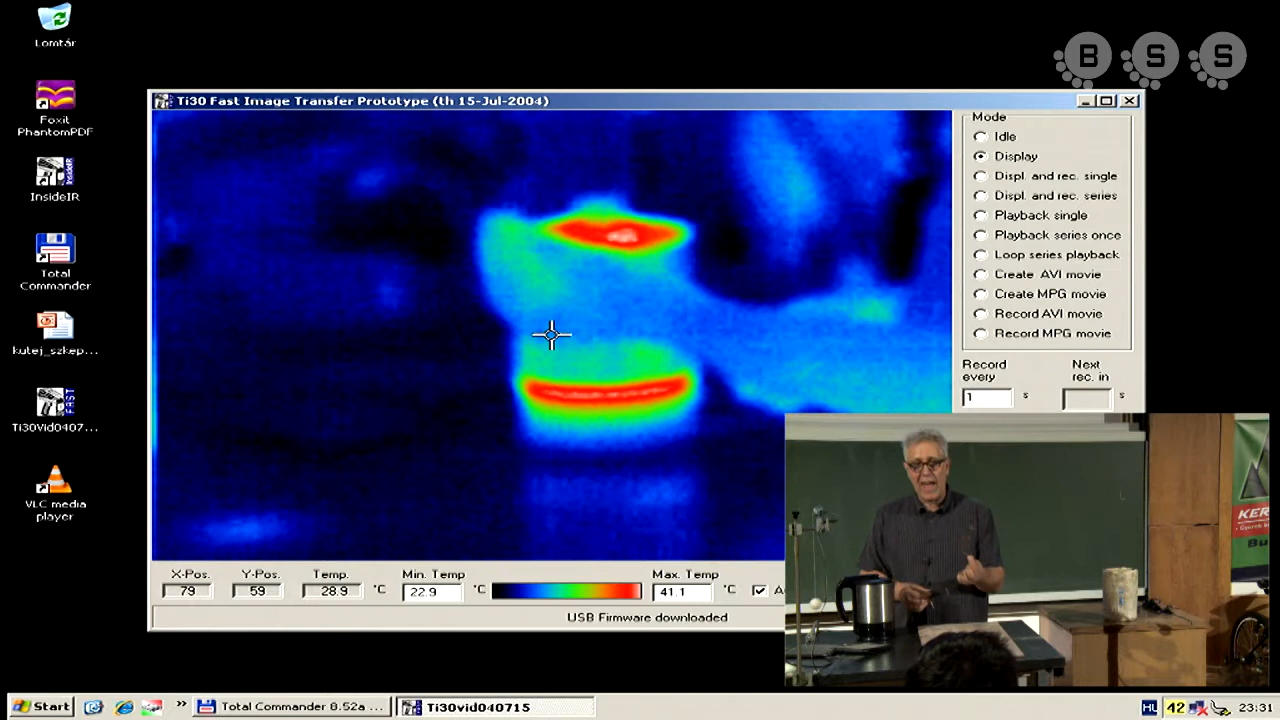 Lomtár
Foxit
PhantomPDF
InsideIR
Total
Commander
kutej_szkep...
Ti30Vid0407...
VLC media
player
B S S
Ti30 Fast Image Transfer Prototype (th 15-Jul-2004)
Mode
Idle
Display
Displ. and rec. single
Displ. and rec. series
Playback single
Playback series once
Loop series playback
Create AVI movie
Create MPG movie
Record AVI movie
Record MPG movie
Record
every
Next
rec. in
1 s s
X-Pos. Y-Pos. Temp. Min. Temp Max. Temp
79 59 28.9 °C 22.9 °C 41.1 °C A
USB Firmware downloaded
KER
Bu
Start » Total Commander 8.52a ... Ti30vid040715 HU 42 23:31